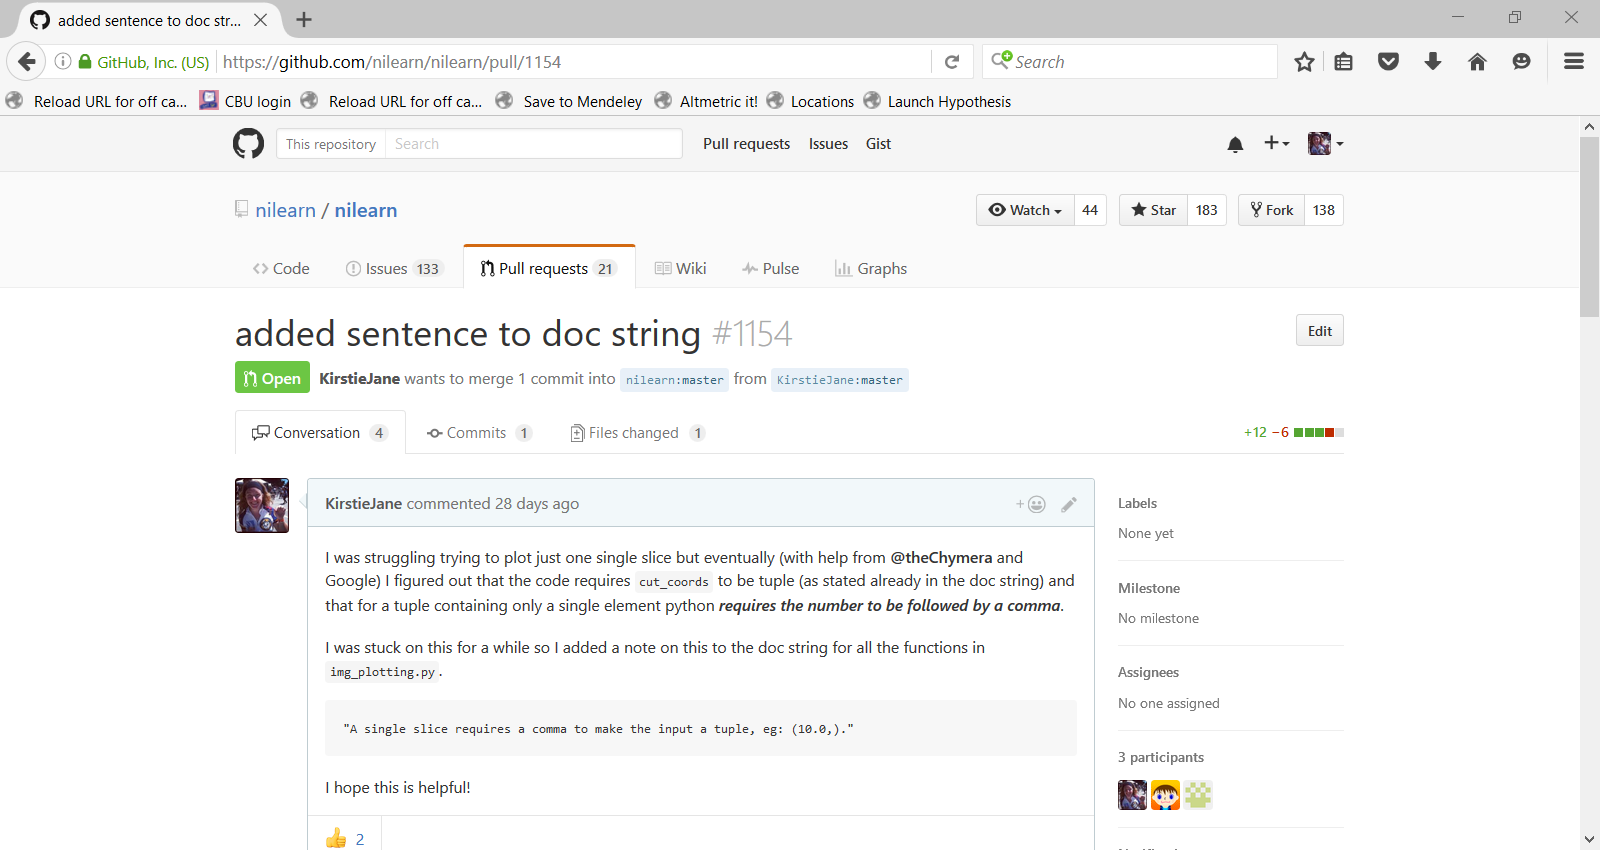 added sentence to doc str...
GitHub, Inc. (US) https://github.com/nilearn/nilearn/pull/1154 Search
Reload URL for off ca... CBU login Reload URL for off ca... Save to Mendeley Altmetric it! Locations Launch Hypothesis
This repository Search Pull requests Issues Gist
nilearn / nilearn Watch 44 Star 183 Fork 138
Code Issues 133 Pull requests 21 Wiki Pulse Graphs
added sentence to doc string #1154 Edit
Open KirstieJane wants to merge 1 commit into nilearn:master from KirstieJane:master
Conversation 4 Commits 1 Files changed 1 +12 −6
KirstieJane commented 28 days ago
I was struggling trying to plot just one single slice but eventually (with help from @theChymera and
Google) I figured out that the code requires cut_coords to be tuple (as stated already in the doc string) and
that for a tuple containing only a single element python requires the number to be followed by a comma.
I was stuck on this for a while so I added a note on this to the doc string for all the functions in
img_plotting.py.
"A single slice requires a comma to make the input a tuple, eg: (10.0,)."
I hope this is helpful!
2
Labels
None yet
Milestone
No milestone
Assignees
No one assigned
3 participants